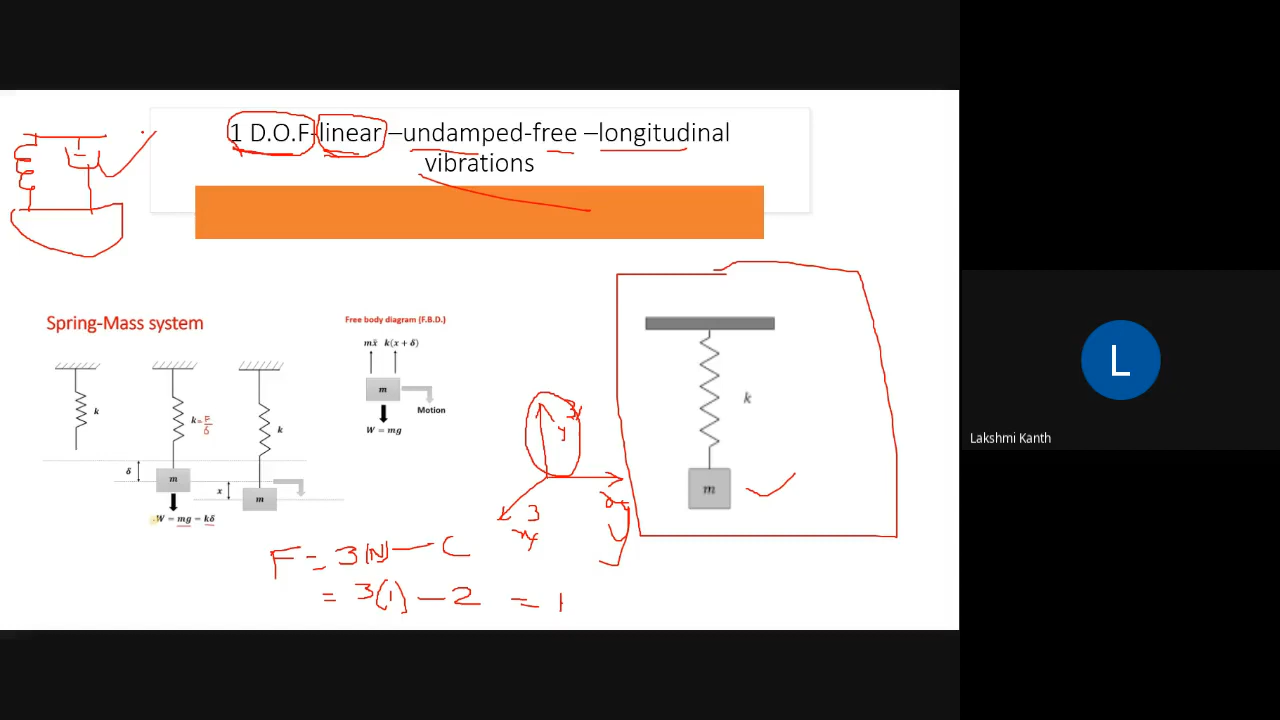 1 D.O.F-linear –undamped-free –longitudinal
vibrations
Spring-Mass system
k
k=F/δ
k
δ
m
x
m
W = mg = kδ
Free body diagram (F.B.D.)
mẍ k(x + δ)
m
Motion
W = mg
k
m
y
3
F = 3(N) — C
= 3(1) — 2 = 1
L
Lakshmi Kanth